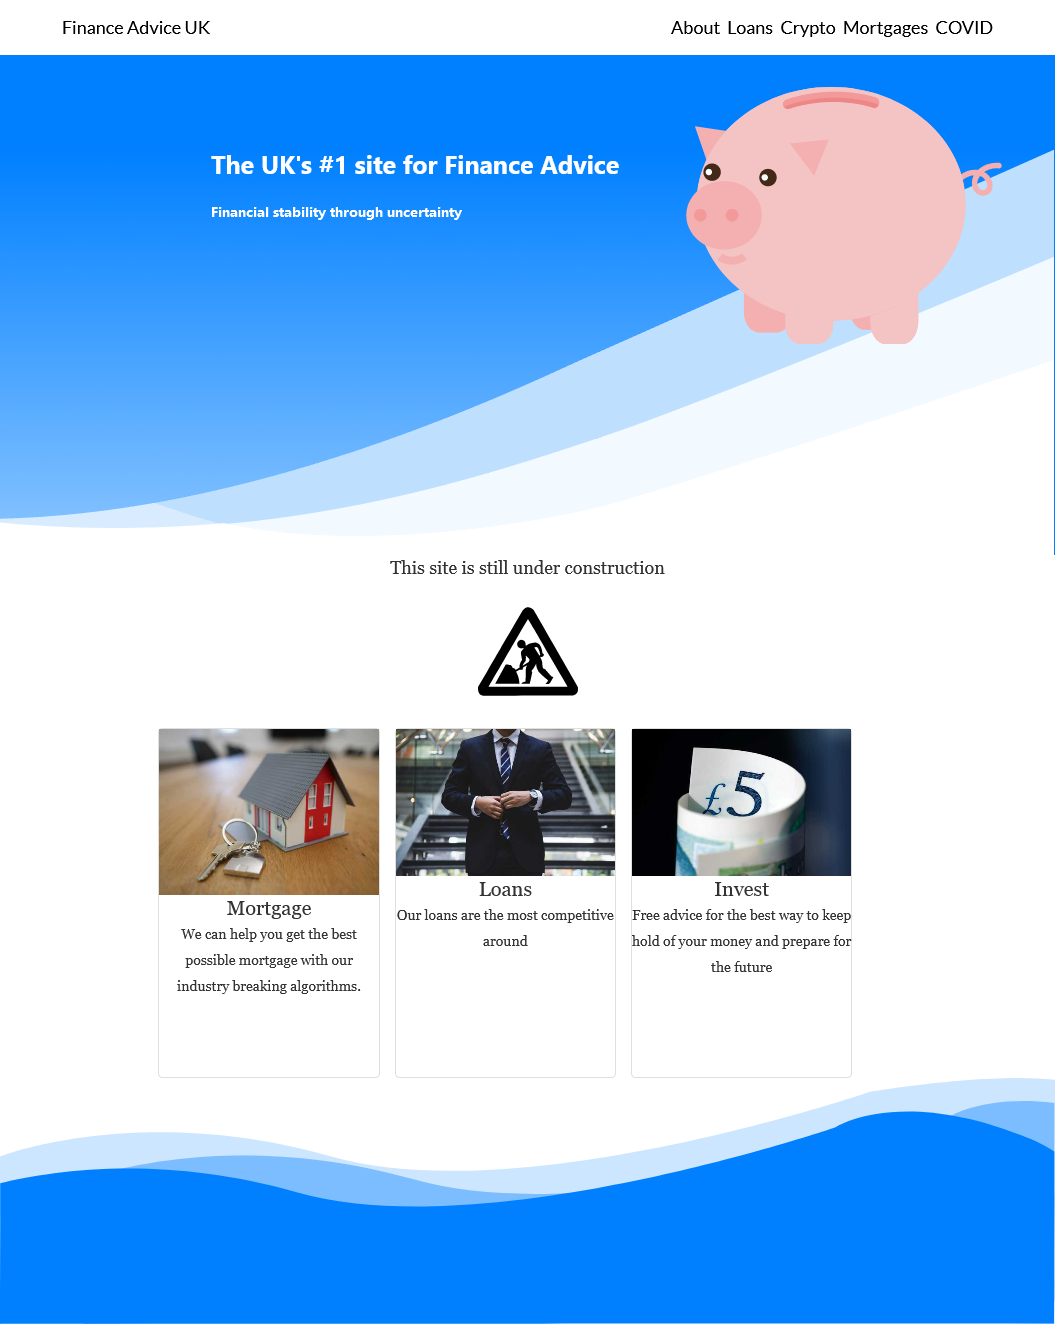 Finance Advice UK
About Loans Crypto Mortgages COVID
The UK's #1 site for Finance Advice
Financial stability through uncertainty
This site is still under construction
Mortgage
We can help you get the best
possible mortgage with our
industry breaking algorithms.
Loans
Our loans are the most competitive
around
£5
Invest
Free advice for the best way to keep
hold of your money and prepare for
the future